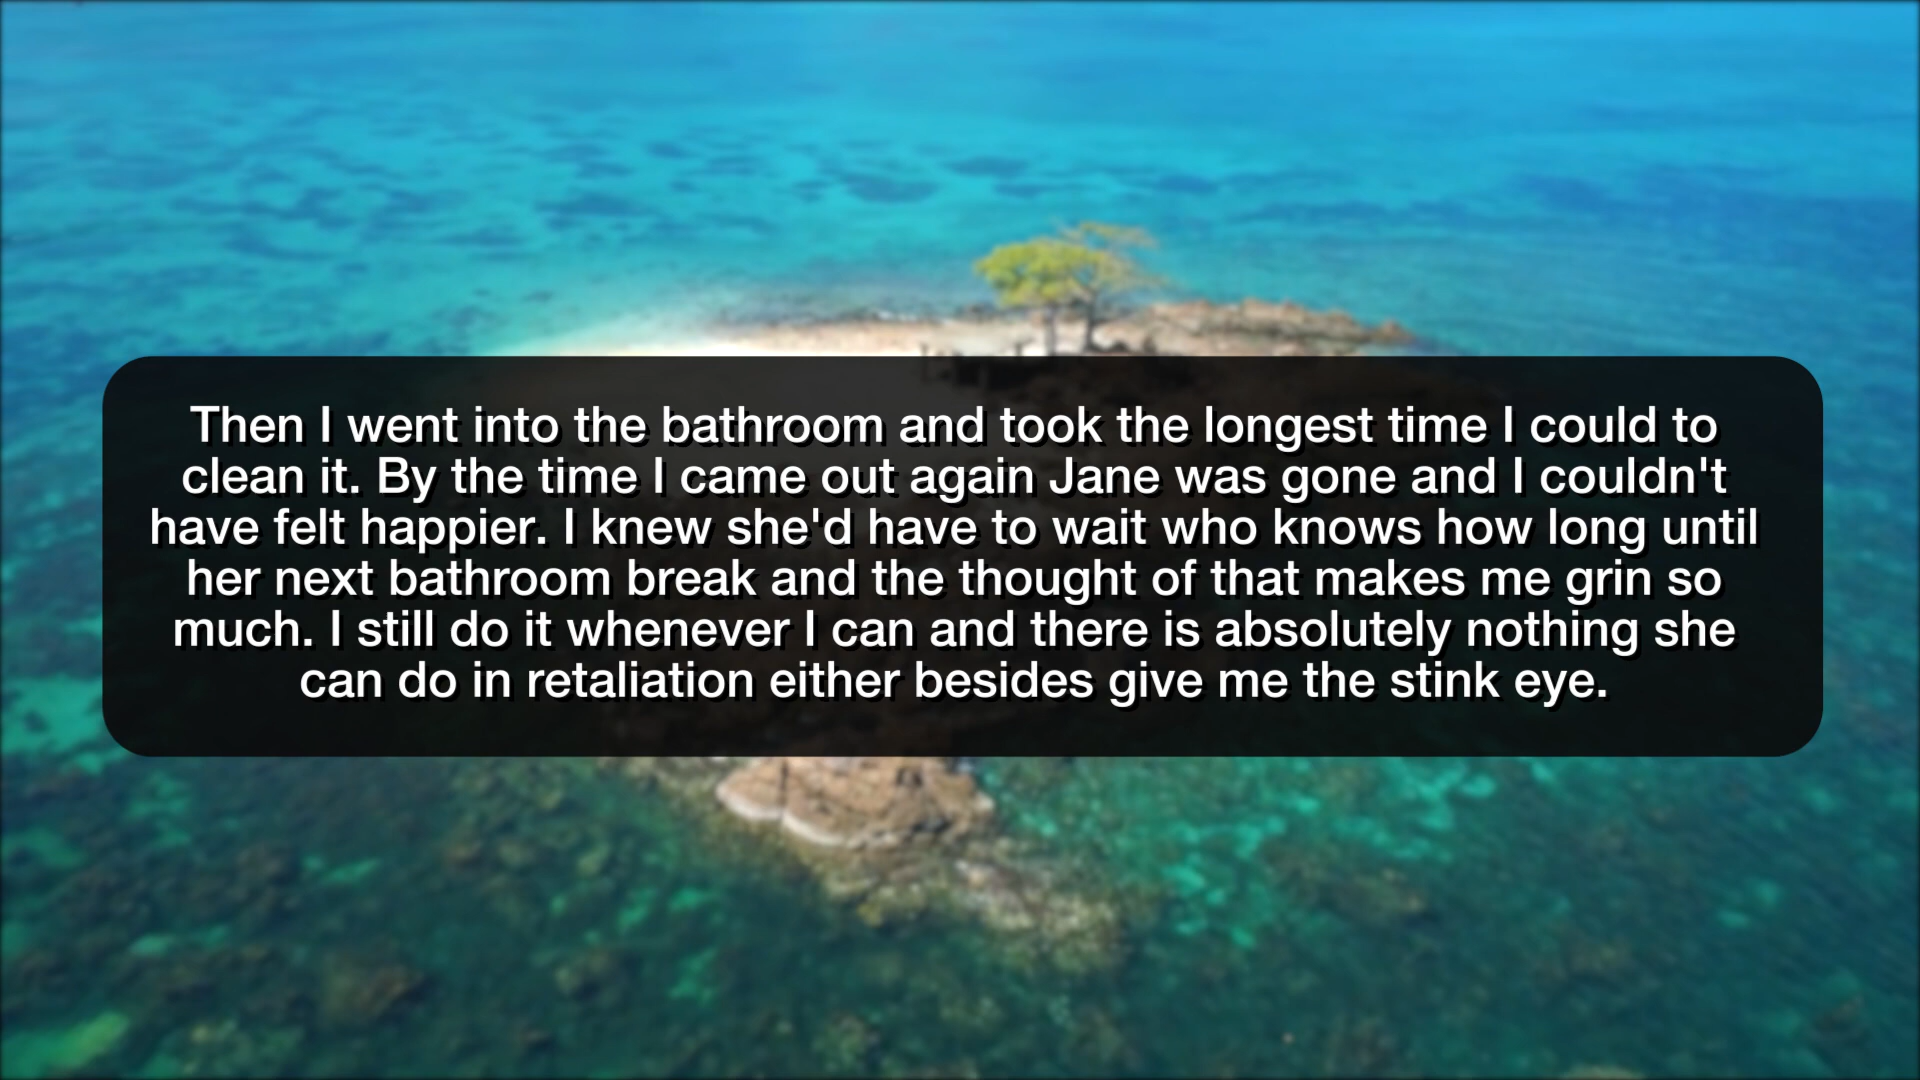 Then I went into the bathroom and took the longest time I could to
clean it. By the time I came out again Jane was gone and I couldn't
have felt happier. I knew she'd have to wait who knows how long until
her next bathroom break and the thought of that makes me grin so
much. I still do it whenever I can and there is absolutely nothing she
can do in retaliation either besides give me the stink eye.